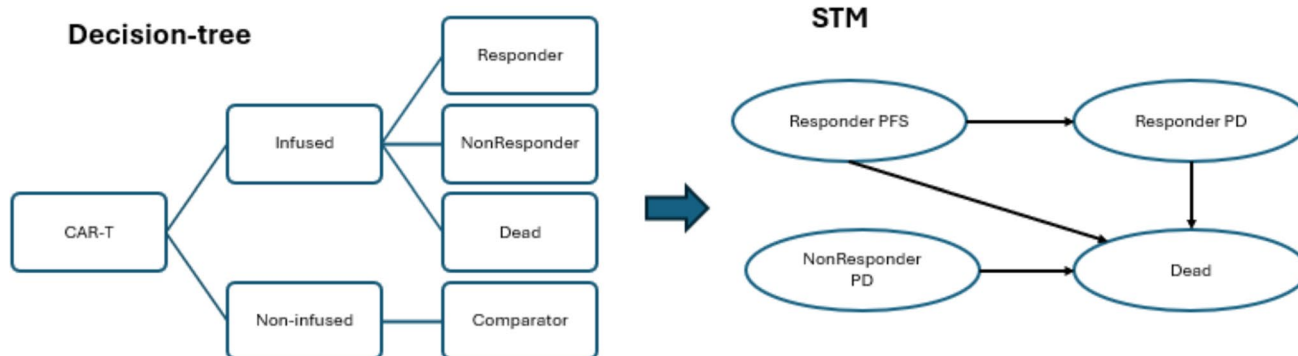 Decision-tree
CAR-T
Infused
Non-infused
Responder
NonResponder
Dead
Comparator
STM
Responder PFS
Responder PD
NonResponder
PD
Dead